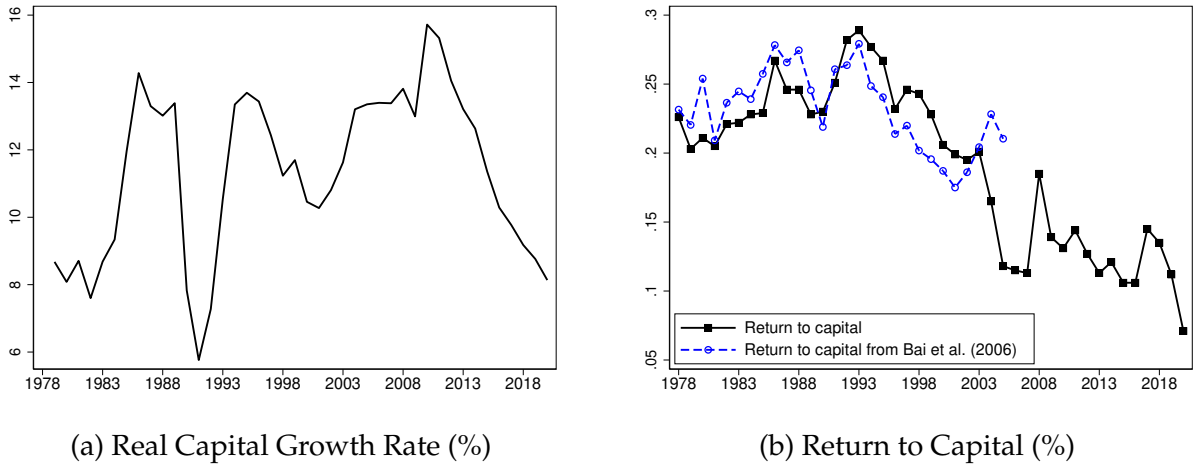 16
14
12
10
8
6
1978 1983 1988 1993 1998 2003 2008 2013 2018
(a) Real Capital Growth Rate (%)
.3
.25
.2
.15
.1
.05
Return to capital
Return to capital from Bai et al. (2006)
1978 1983 1988 1993 1998 2003 2008 2013 2018
(b) Return to Capital (%)